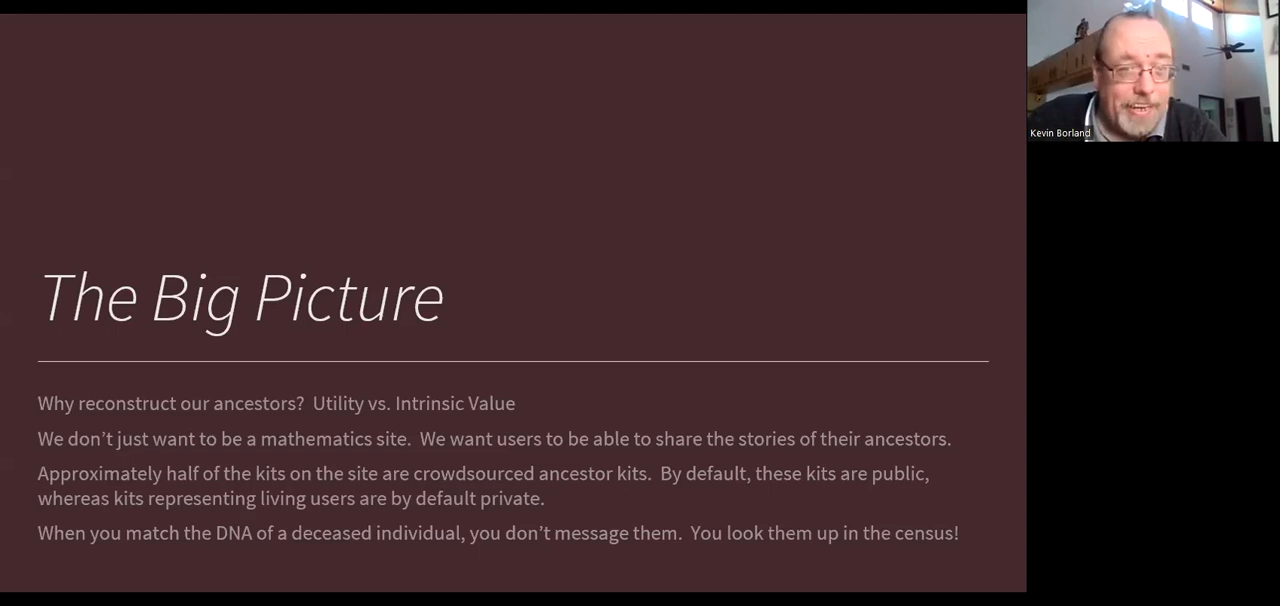 The Big Picture
Why reconstruct our ancestors?  Utility vs. Intrinsic Value
We don’t just want to be a mathematics site.  We want users to be able to share the stories of their ancestors.
Approximately half of the kits on the site are crowdsourced ancestor kits.  By default, these kits are public,
whereas kits representing living users are by default private.
When you match the DNA of a deceased individual, you don’t message them.  You look them up in the census!
Kevin Borland